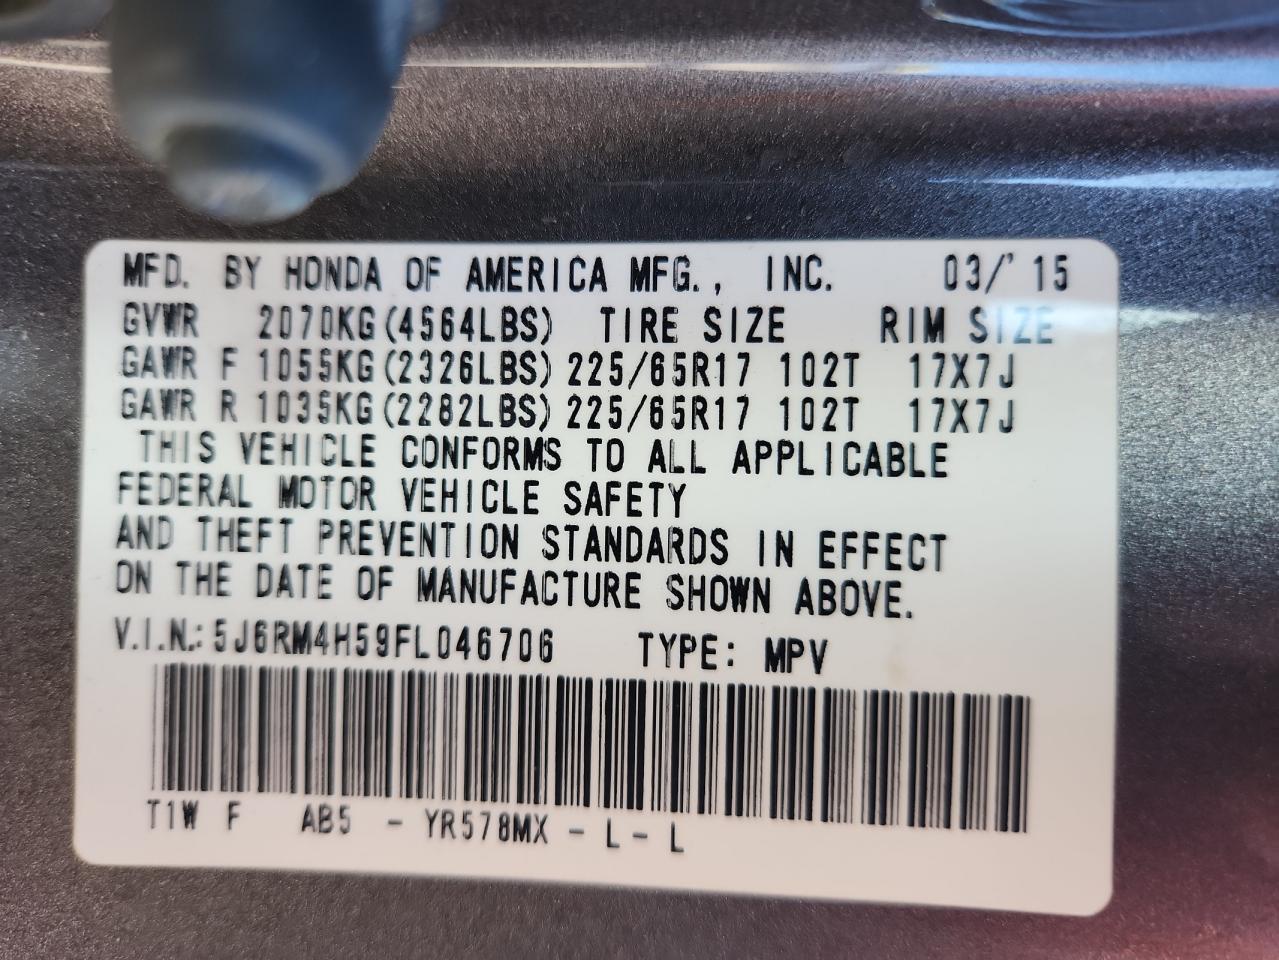 MFD. BY HONDA OF AMERICA MFG., INC. 03/'15
GVWR 2070KG(4564LBS) TIRE SIZE RIM SIZE
GAWR F 1055KG(2326LBS) 225/65R17 102T 17X7J
GAWR R 1035KG(2282LBS) 225/65R17 102T 17X7J
THIS VEHICLE CONFORMS TO ALL APPLICABLE
FEDERAL MOTOR VEHICLE SAFETY
AND THEFT PREVENTION STANDARDS IN EFFECT
ON THE DATE OF MANUFACTURE SHOWN ABOVE.
V.I.N.: 5J6RM4H59FL046706 TYPE: MPV
T1W F AB5 - YR578MX - L - L